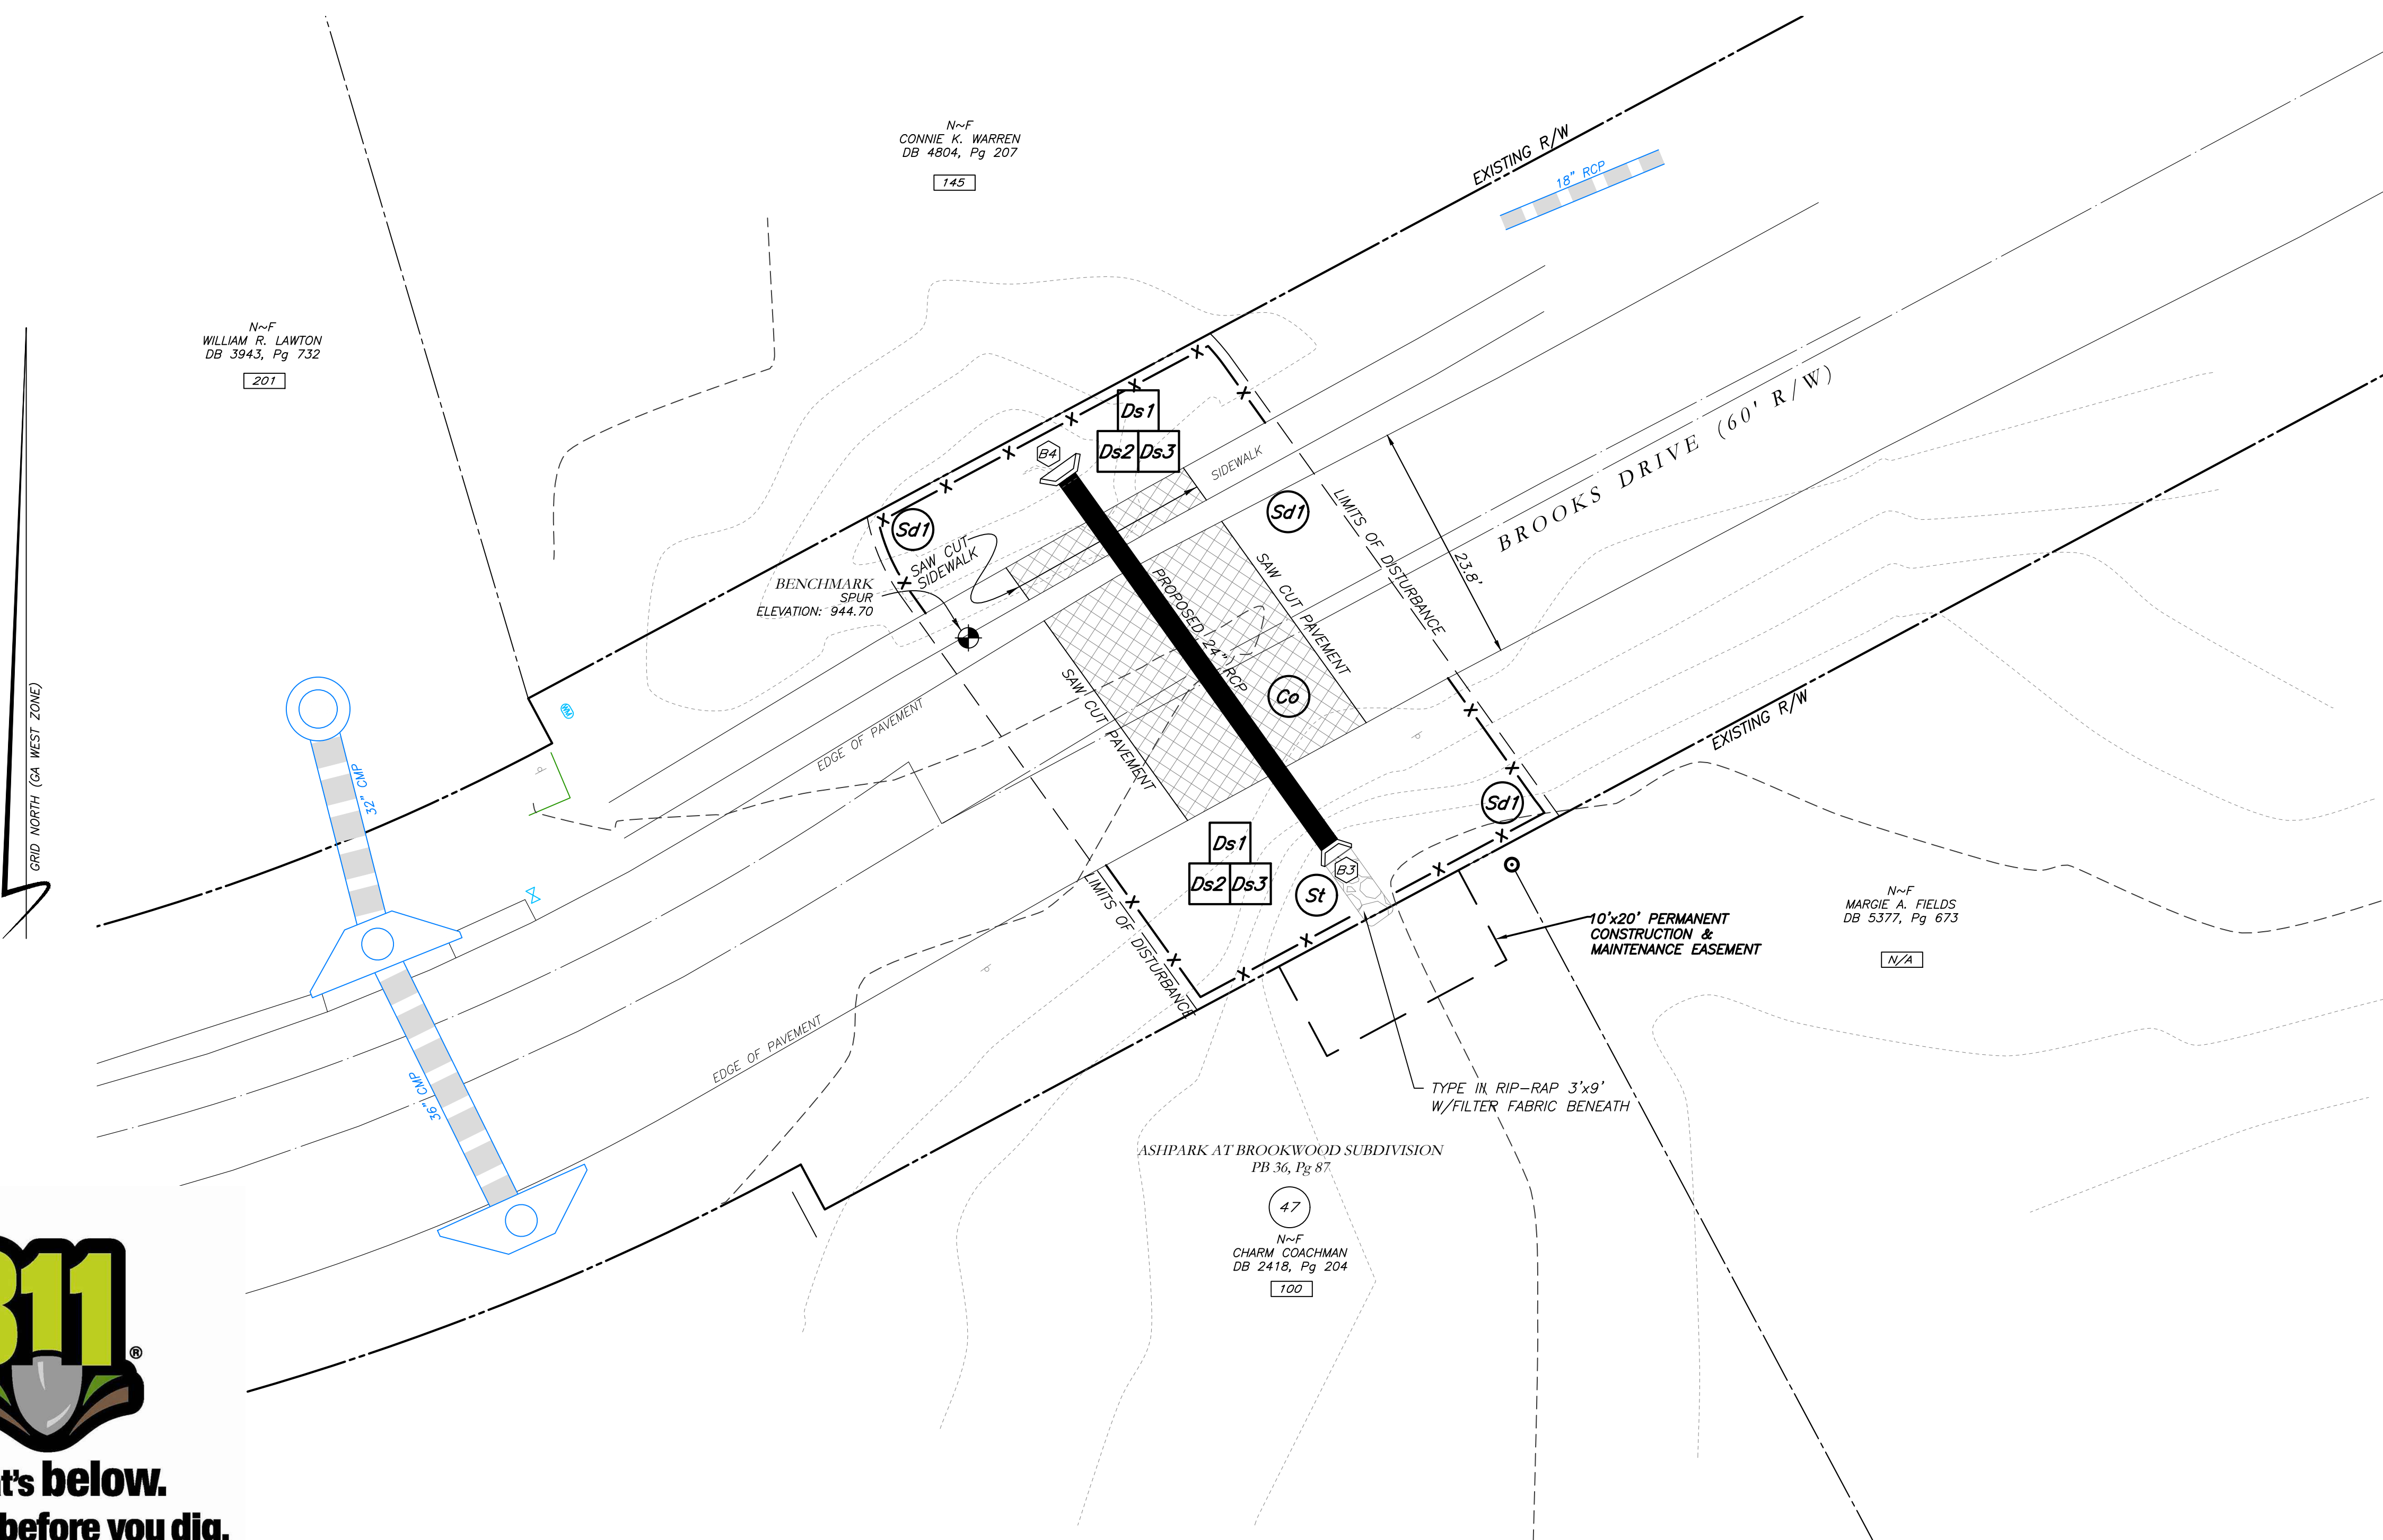 N~F
CONNIE K. WARREN
DB 4804, Pg 207
145
EXISTING R/W
18" RCP
N~F
WILLIAM R. LAWTON
DB 3943, Pg 732
201
GRID NORTH (GA WEST ZONE)
BROOKS DRIVE (60' R/W)
Ds1
Ds2
Ds3
B4
SIDEWALK
Sd1
Sd1
SAW CUT
SIDEWALK
BENCHMARK
SPUR
ELEVATION: 944.70
LIMITS OF DISTURBANCE
23.8'
PROPOSED 24" RCP
SAW CUT PAVEMENT
SAW CUT PAVEMENT
Co
EDGE OF PAVEMENT
EXISTING R/W
32" CMP
Sd1
Ds1
Ds2
Ds3
B3
St
LIMITS OF DISTURBANCE
10'x20' PERMANENT
CONSTRUCTION &
MAINTENANCE EASEMENT
N~F
MARGIE A. FIELDS
DB 5377, Pg 673
N/A
EDGE OF PAVEMENT
36" CMP
TYPE IN RIP-RAP 3'x9'
W/FILTER FABRIC BENEATH
ASHPARK AT BROOKWOOD SUBDIVISION
PB 36, Pg 87
47
N~F
CHARM COACHMAN
DB 2418, Pg 204
100
811
®
t's below.
before you dig.